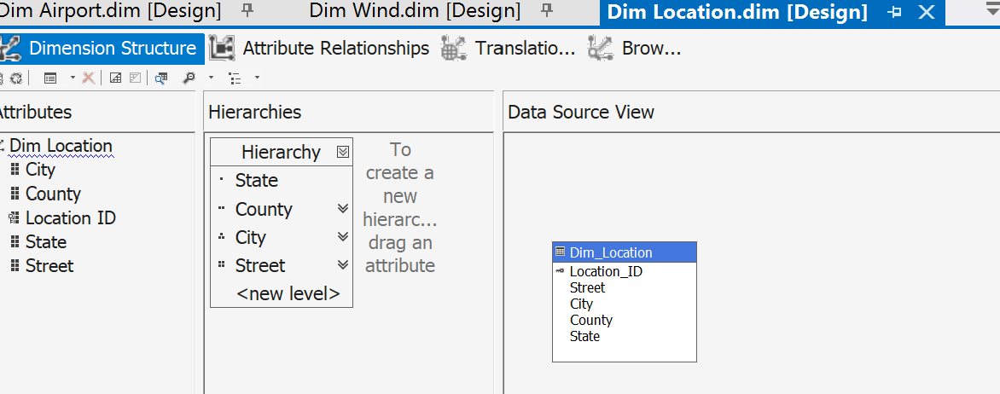 Dim Airport.dim [Design] Dim Wind.dim [Design] Dim Location.dim [Design]
Dimension Structure Attribute Relationships Translatio... Brow...
Attributes
Dim Location
City
County
Location ID
State
Street
Hierarchies
Hierarchy
State
County
City
Street
<new level>
To
create a
new
hierarc...
drag an
attribute
Data Source View
Dim_Location
Location_ID
Street
City
County
State